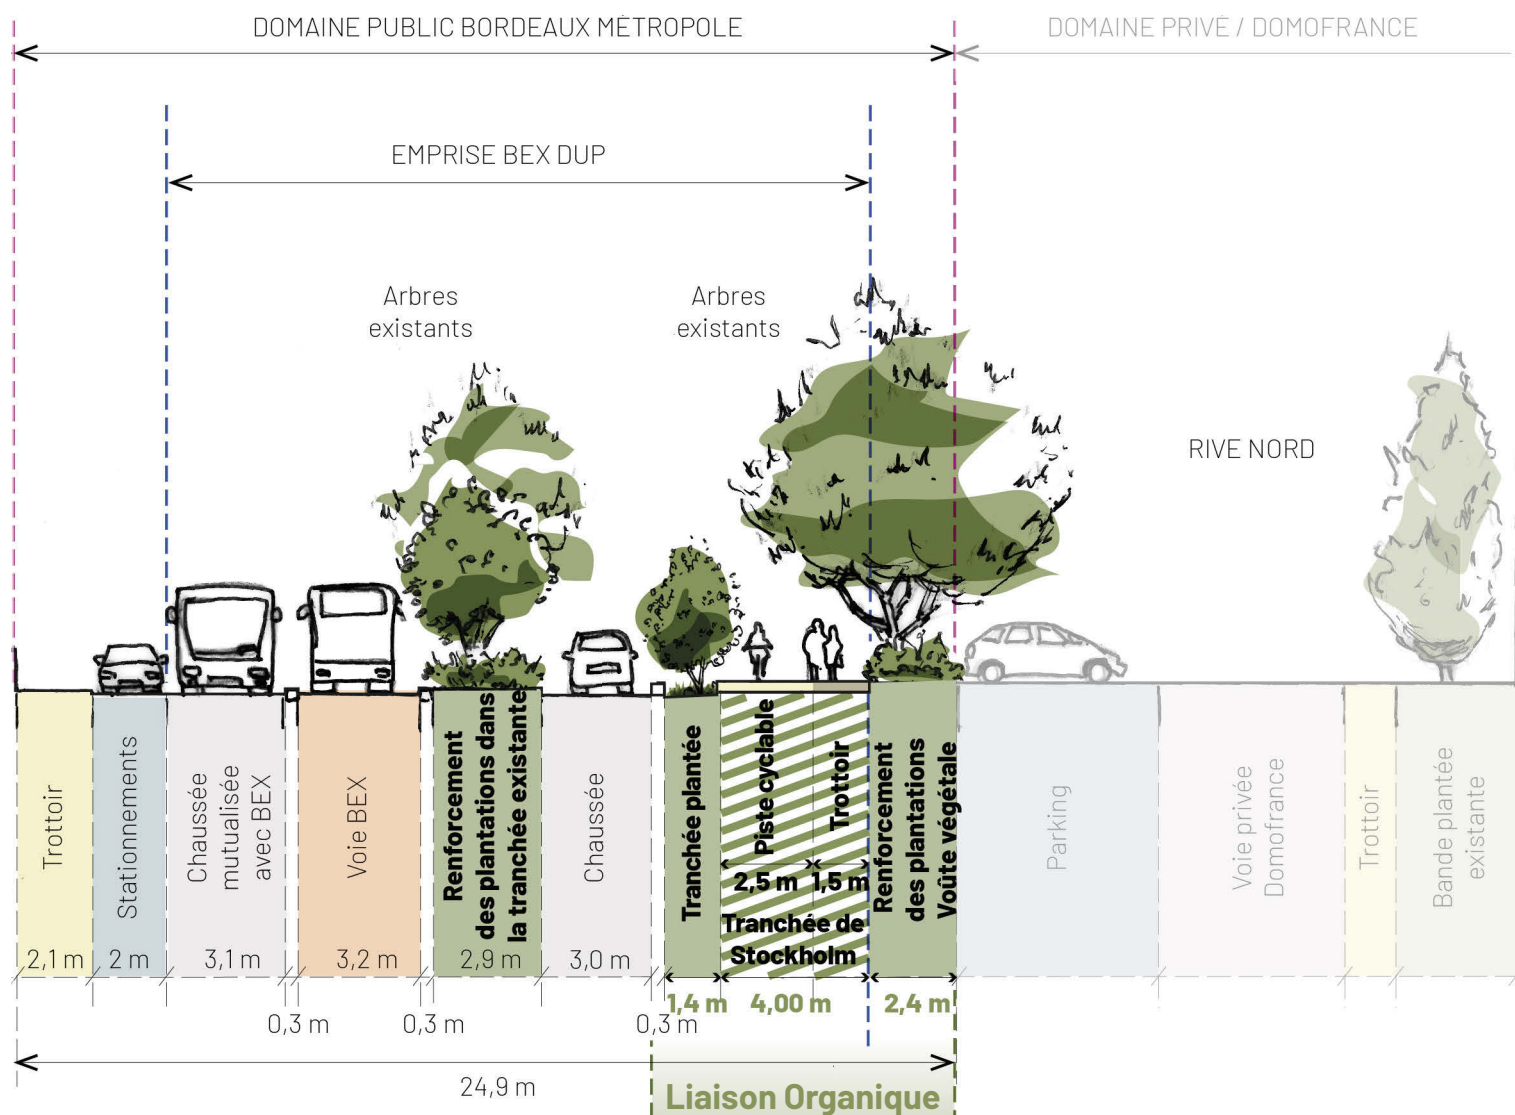 DOMAINE PUBLIC BORDEAUX MÉTROPOLE
DOMAINE PRIVÉ / DOMOFRANCE
EMPRISE BEX DUP
Arbres
existants
Arbres
existants
RIVE NORD
Trottoir
Stationnements
Chaussée
mutualisée
avec BEX
Voie BEX
Renforcement
des plantations dans
la tranchée existante
Chaussée
Tranchée plantée
Piste cyclable
Trottoir
Renforcement
des plantations
Voûte végétale
Parking
Voie privée
Domofrance
Trottoir
Bande plantée
existante
2,5 m
1,5 m
Tranchée de
Stockholm
2,1 m
2 m
3,1 m
3,2 m
2,9 m
3,0 m
1,4 m
4,00 m
2,4 m
0,3 m
0,3 m
0,3 m
24,9 m
Liaison Organique